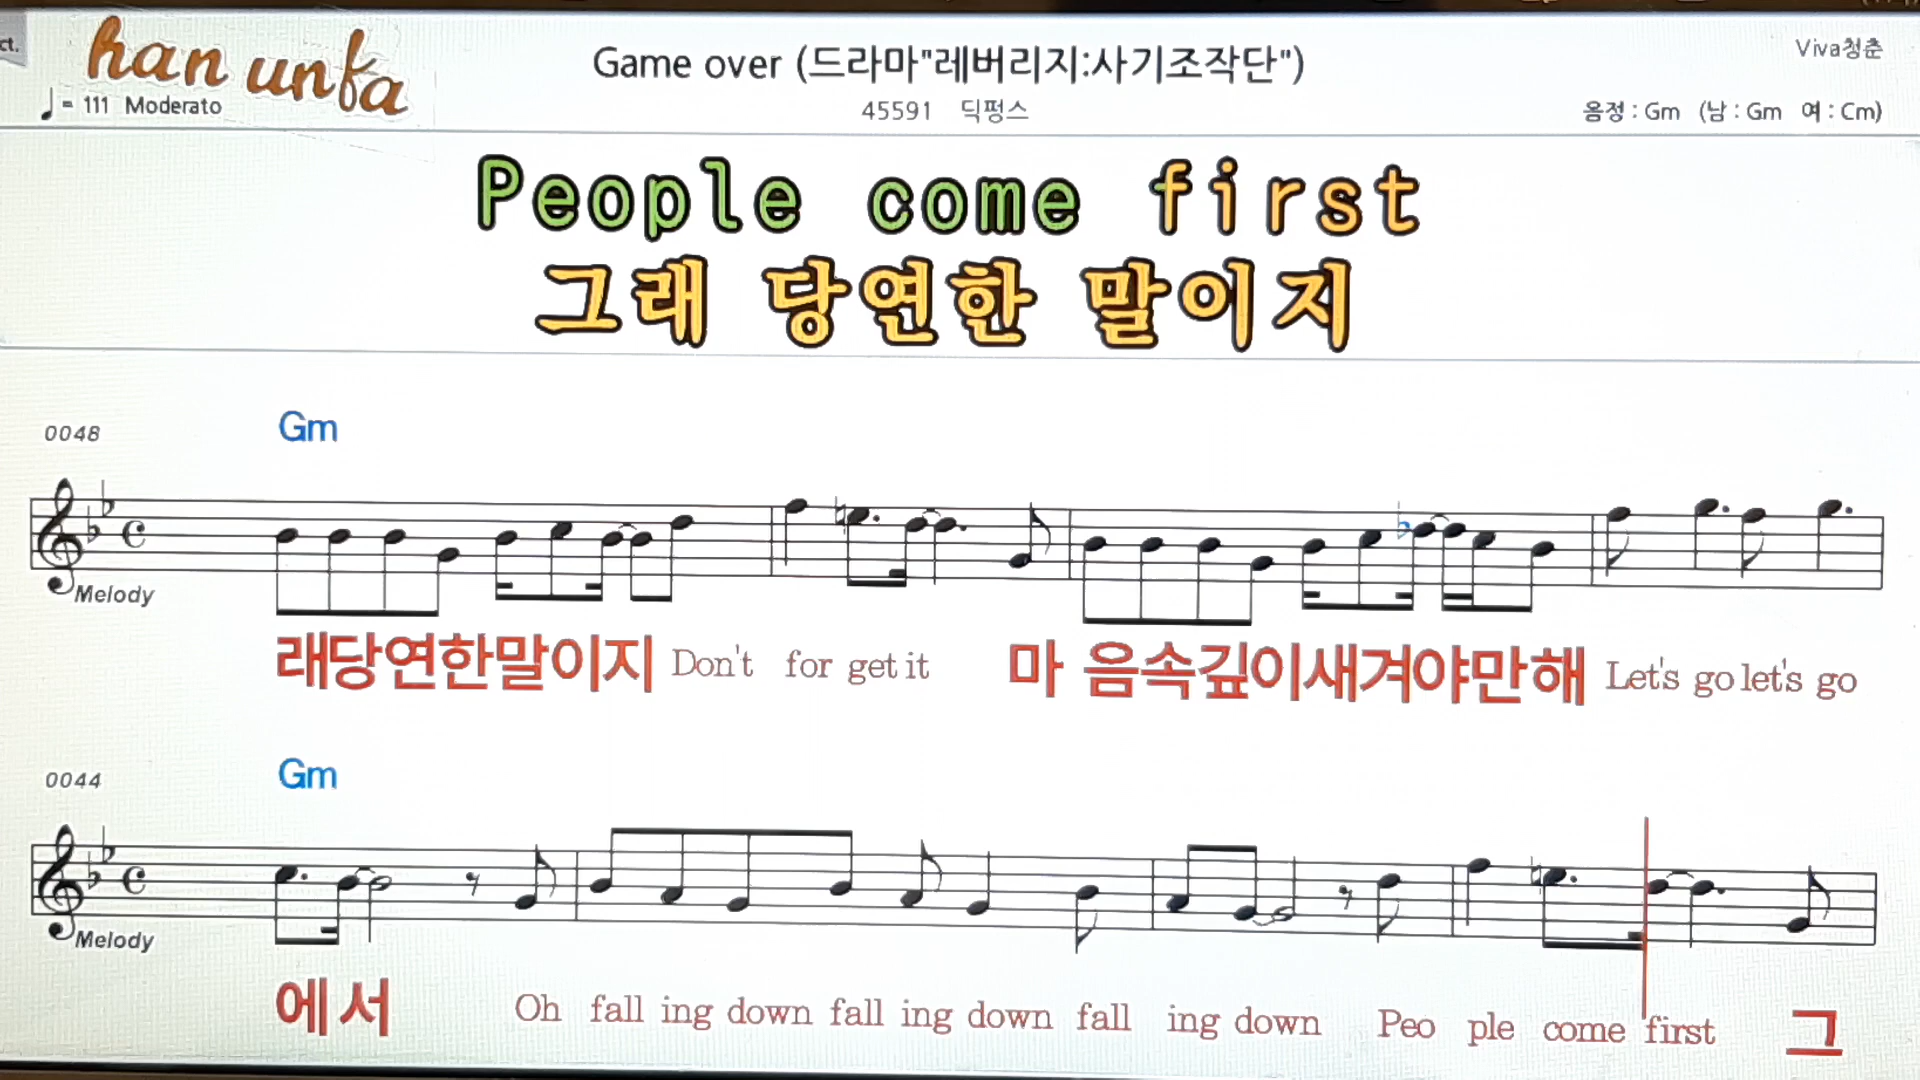 ct.
han unfa
Game over (드라마"레버리지:사기조작단")
Viva청춘
♩= 111 Moderato
45591 딕펑스
음정 : Gm (남 : Gm 여 : Cm)
People come first
그래 당연한 말이지
0048
Gm
Melody
래당연한말이지 Don't for get it 마 음속깊이새겨야만해 Let's go let's go
0044
Gm
Melody
에서 Oh fall ing down fall ing down fall ing down Peo ple come first 그